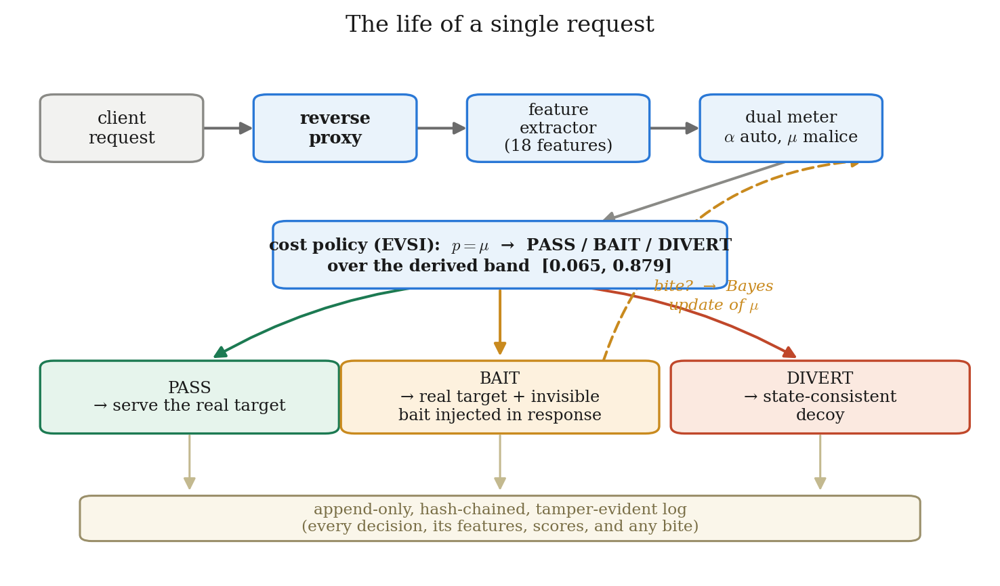 The life of a single request
client
request
reverse
proxy
feature
extractor
(18 features)
dual meter
α auto, μ malice
cost policy (EVSI): p = μ → PASS / BAIT / DIVERT
over the derived band [0.065, 0.879]
bite? → Bayes
update of μ
PASS
→ serve the real target
BAIT
→ real target + invisible
bait injected in response
DIVERT
→ state-consistent
decoy
append-only, hash-chained, tamper-evident log
(every decision, its features, scores, and any bite)